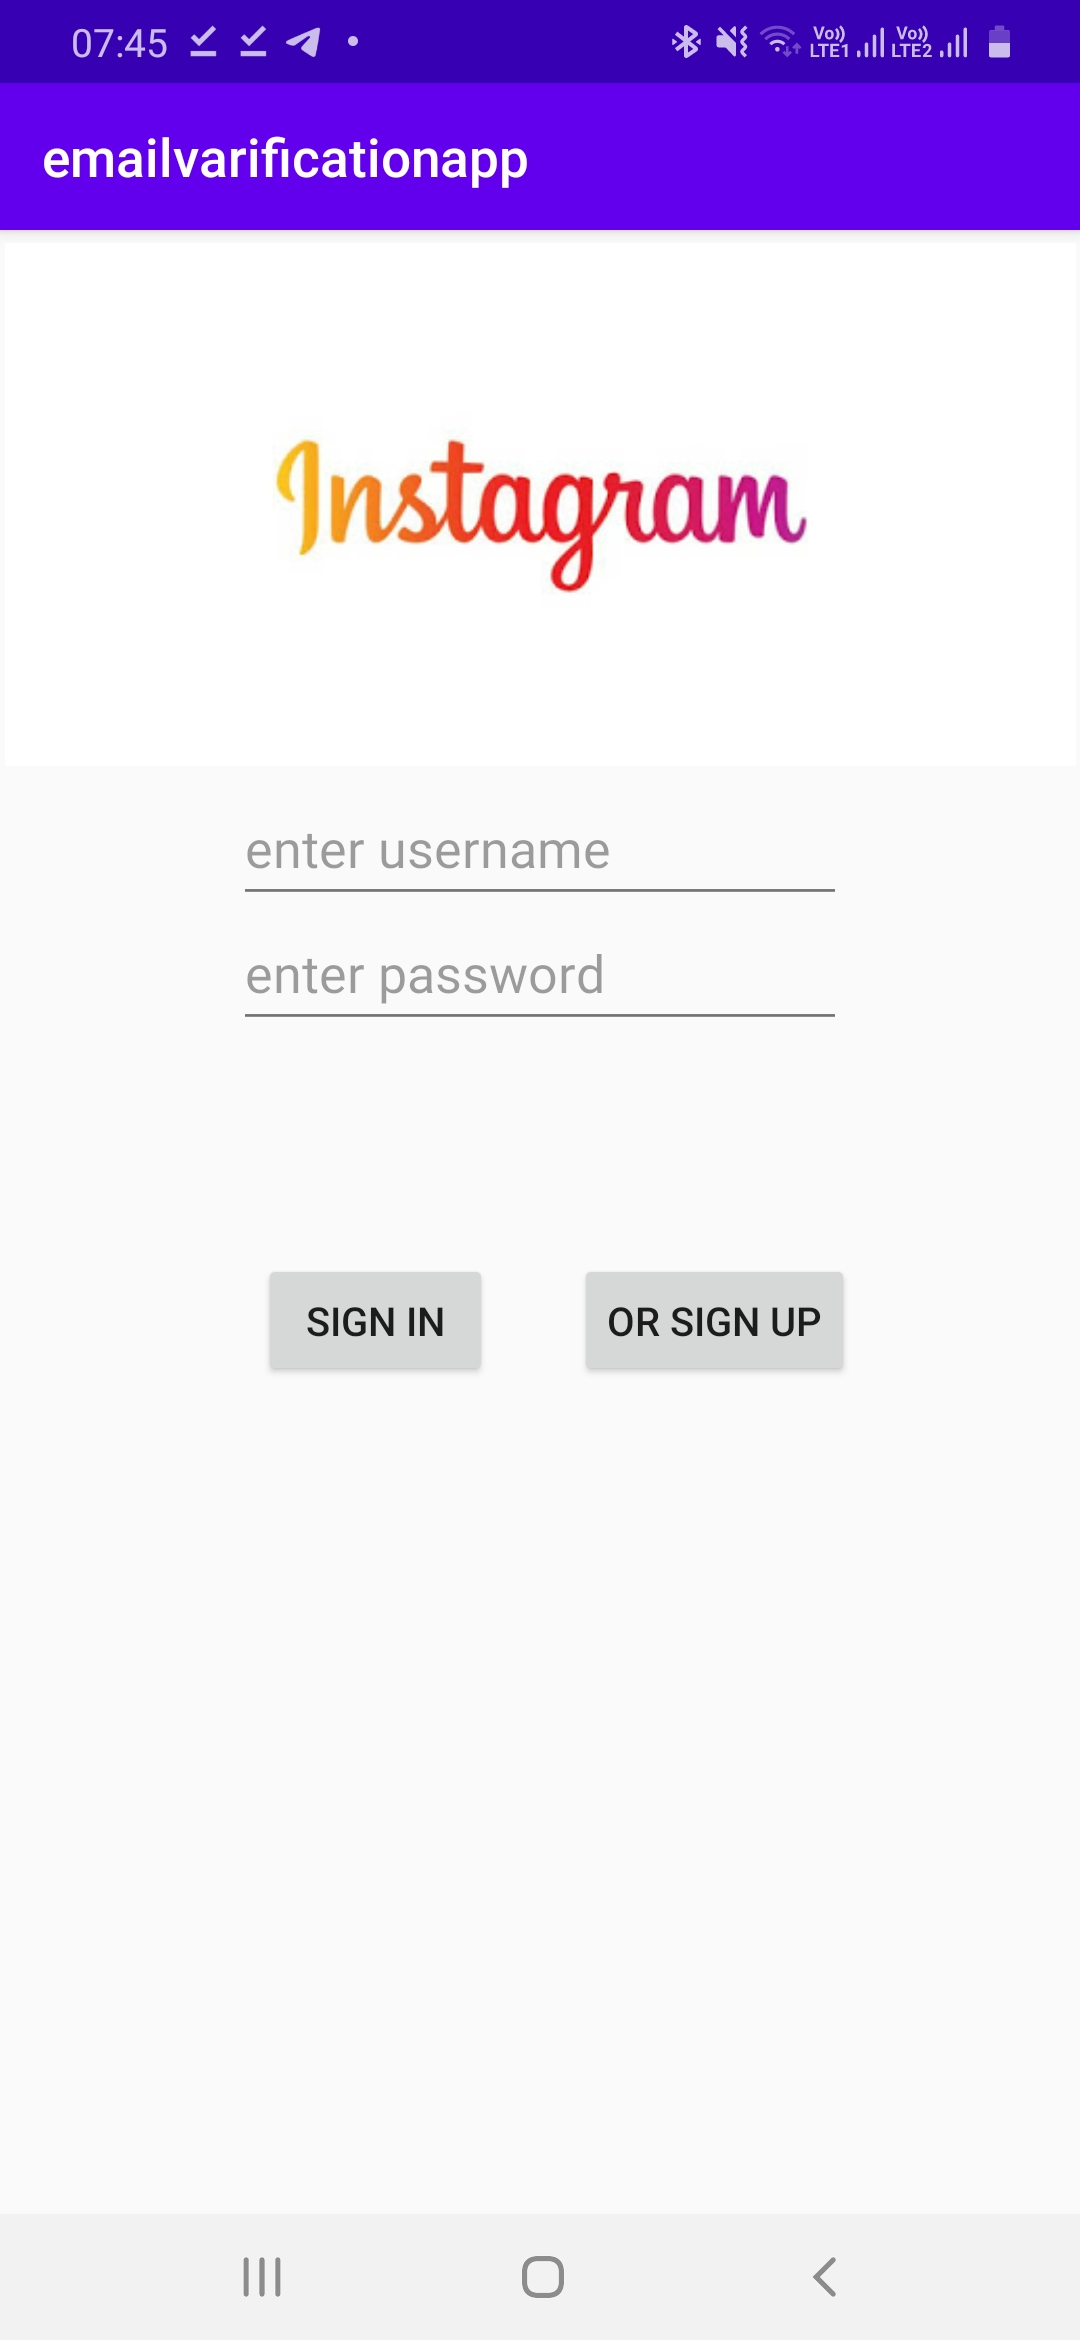 07:45 Vo)) LTE1 Vo)) LTE2
emailvarificationapp
Instagram
enter username
enter password
SIGN IN OR SIGN UP